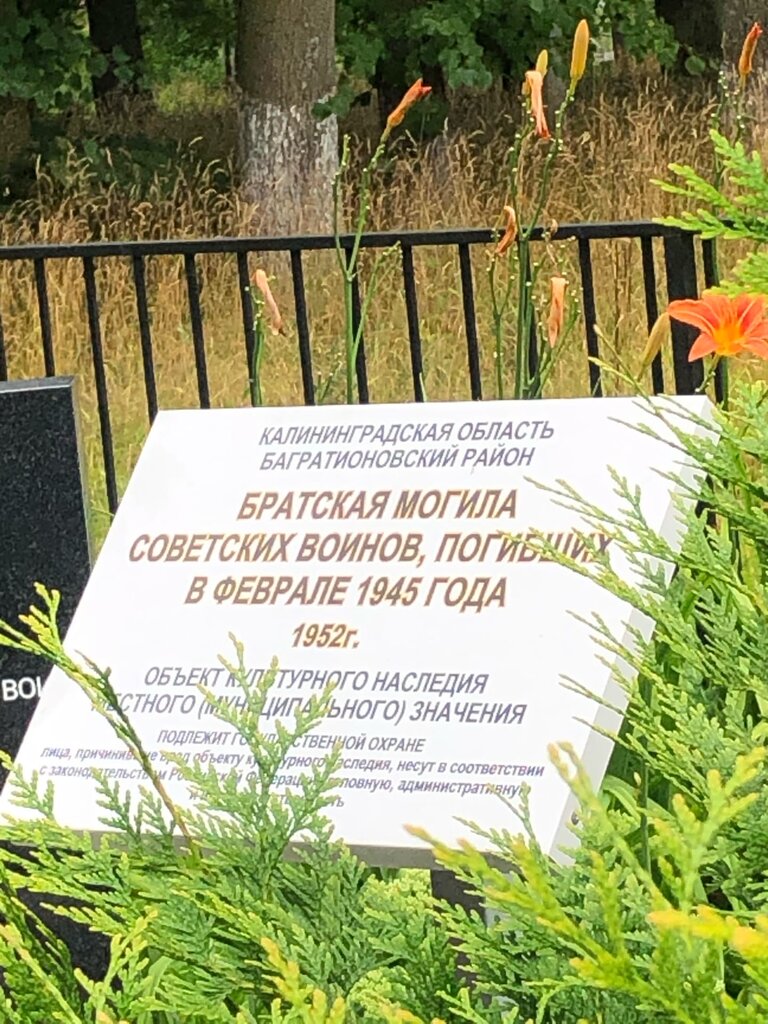 КАЛИНИНГРАДСКАЯ ОБЛАСТЬ
БАГРАТИОНОВСКИЙ РАЙОН
БРАТСКАЯ МОГИЛА
СОВЕТСКИХ ВОИНОВ, ПОГИБШИХ
В ФЕВРАЛЕ 1945 ГОДА
1952г.
ОБЪЕКТ КУЛЬТУРНОГО НАСЛЕДИЯ
МЕСТНОГО (МУНИЦИПАЛЬНОГО) ЗНАЧЕНИЯ
ПОДЛЕЖИТ ГОСУДАРСТВЕННОЙ ОХРАНЕ
лица, причинившие вред объекту культурного наследия, несут в соответствии
с законодательством Российской Федерации уголовную, административную